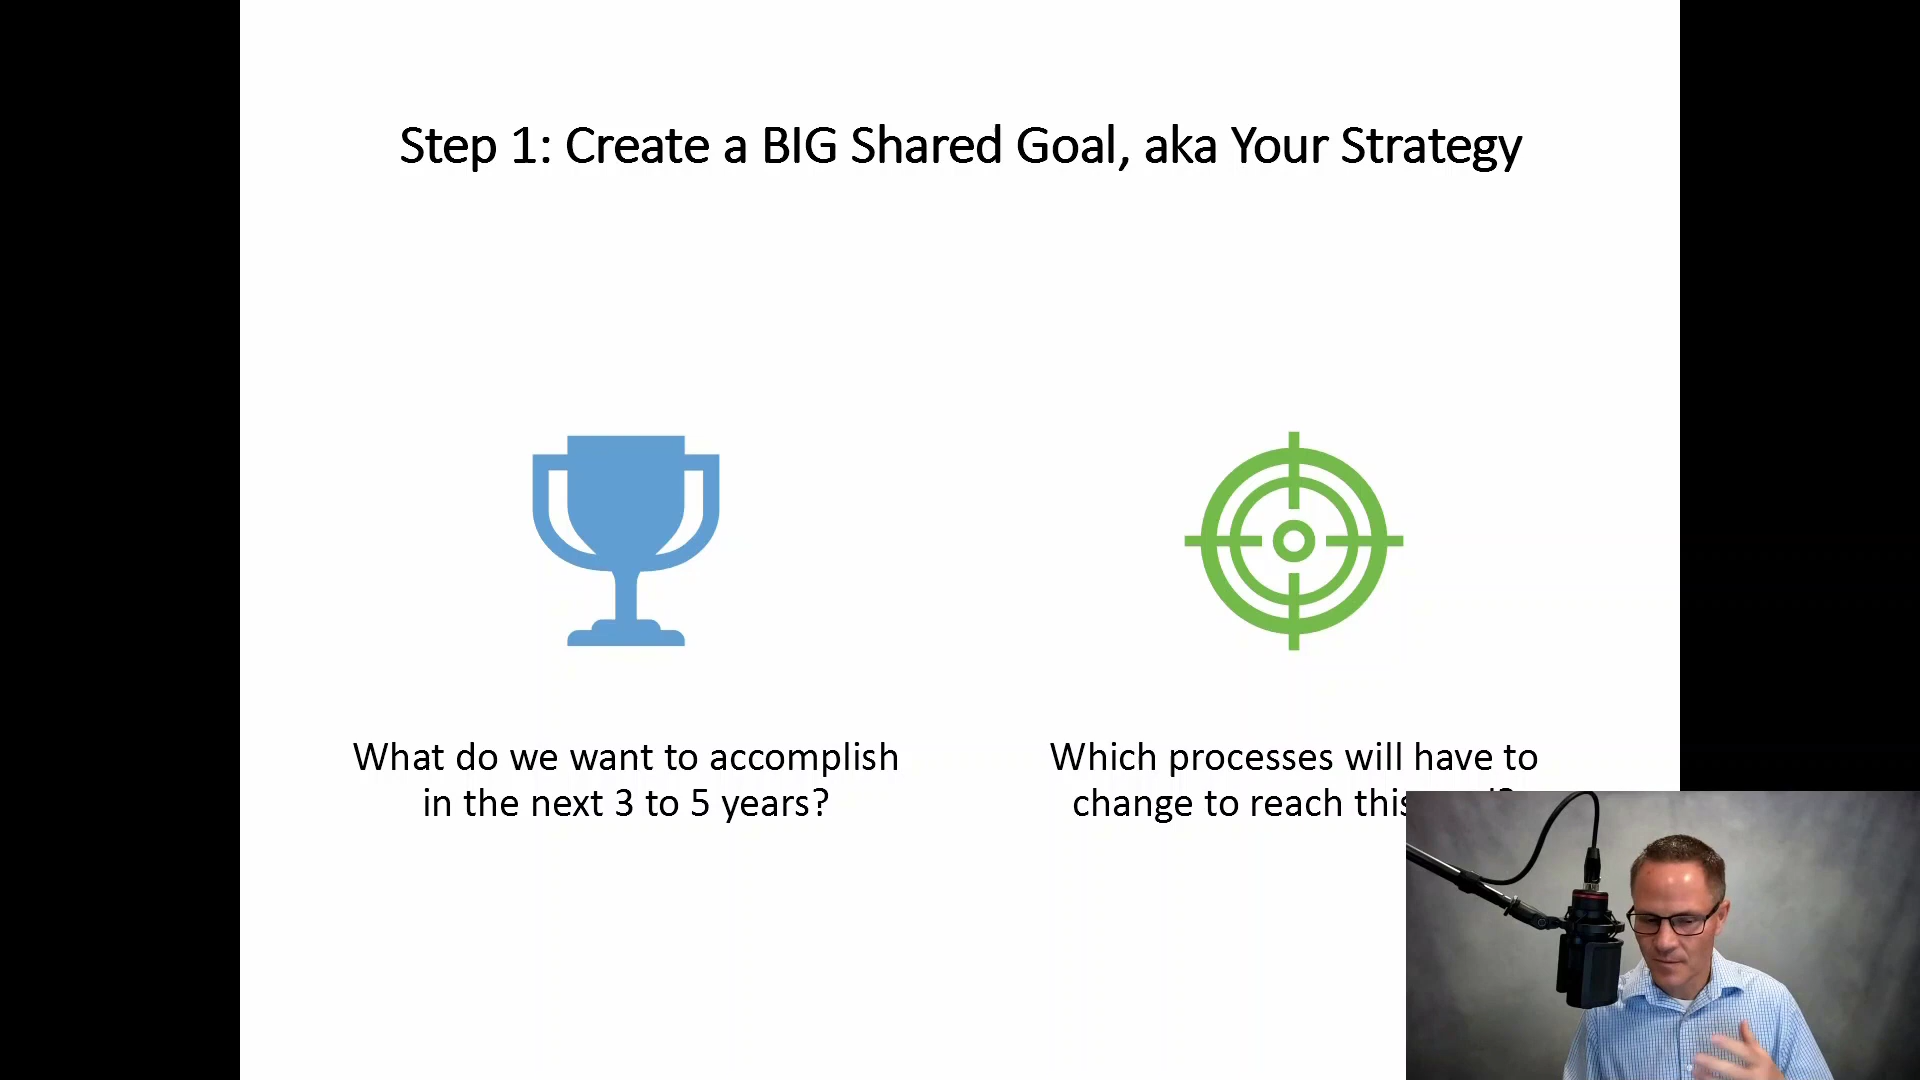 Step 1: Create a BIG Shared Goal, aka Your Strategy
What do we want to accomplish
in the next 3 to 5 years?
Which processes will have to
change to reach this